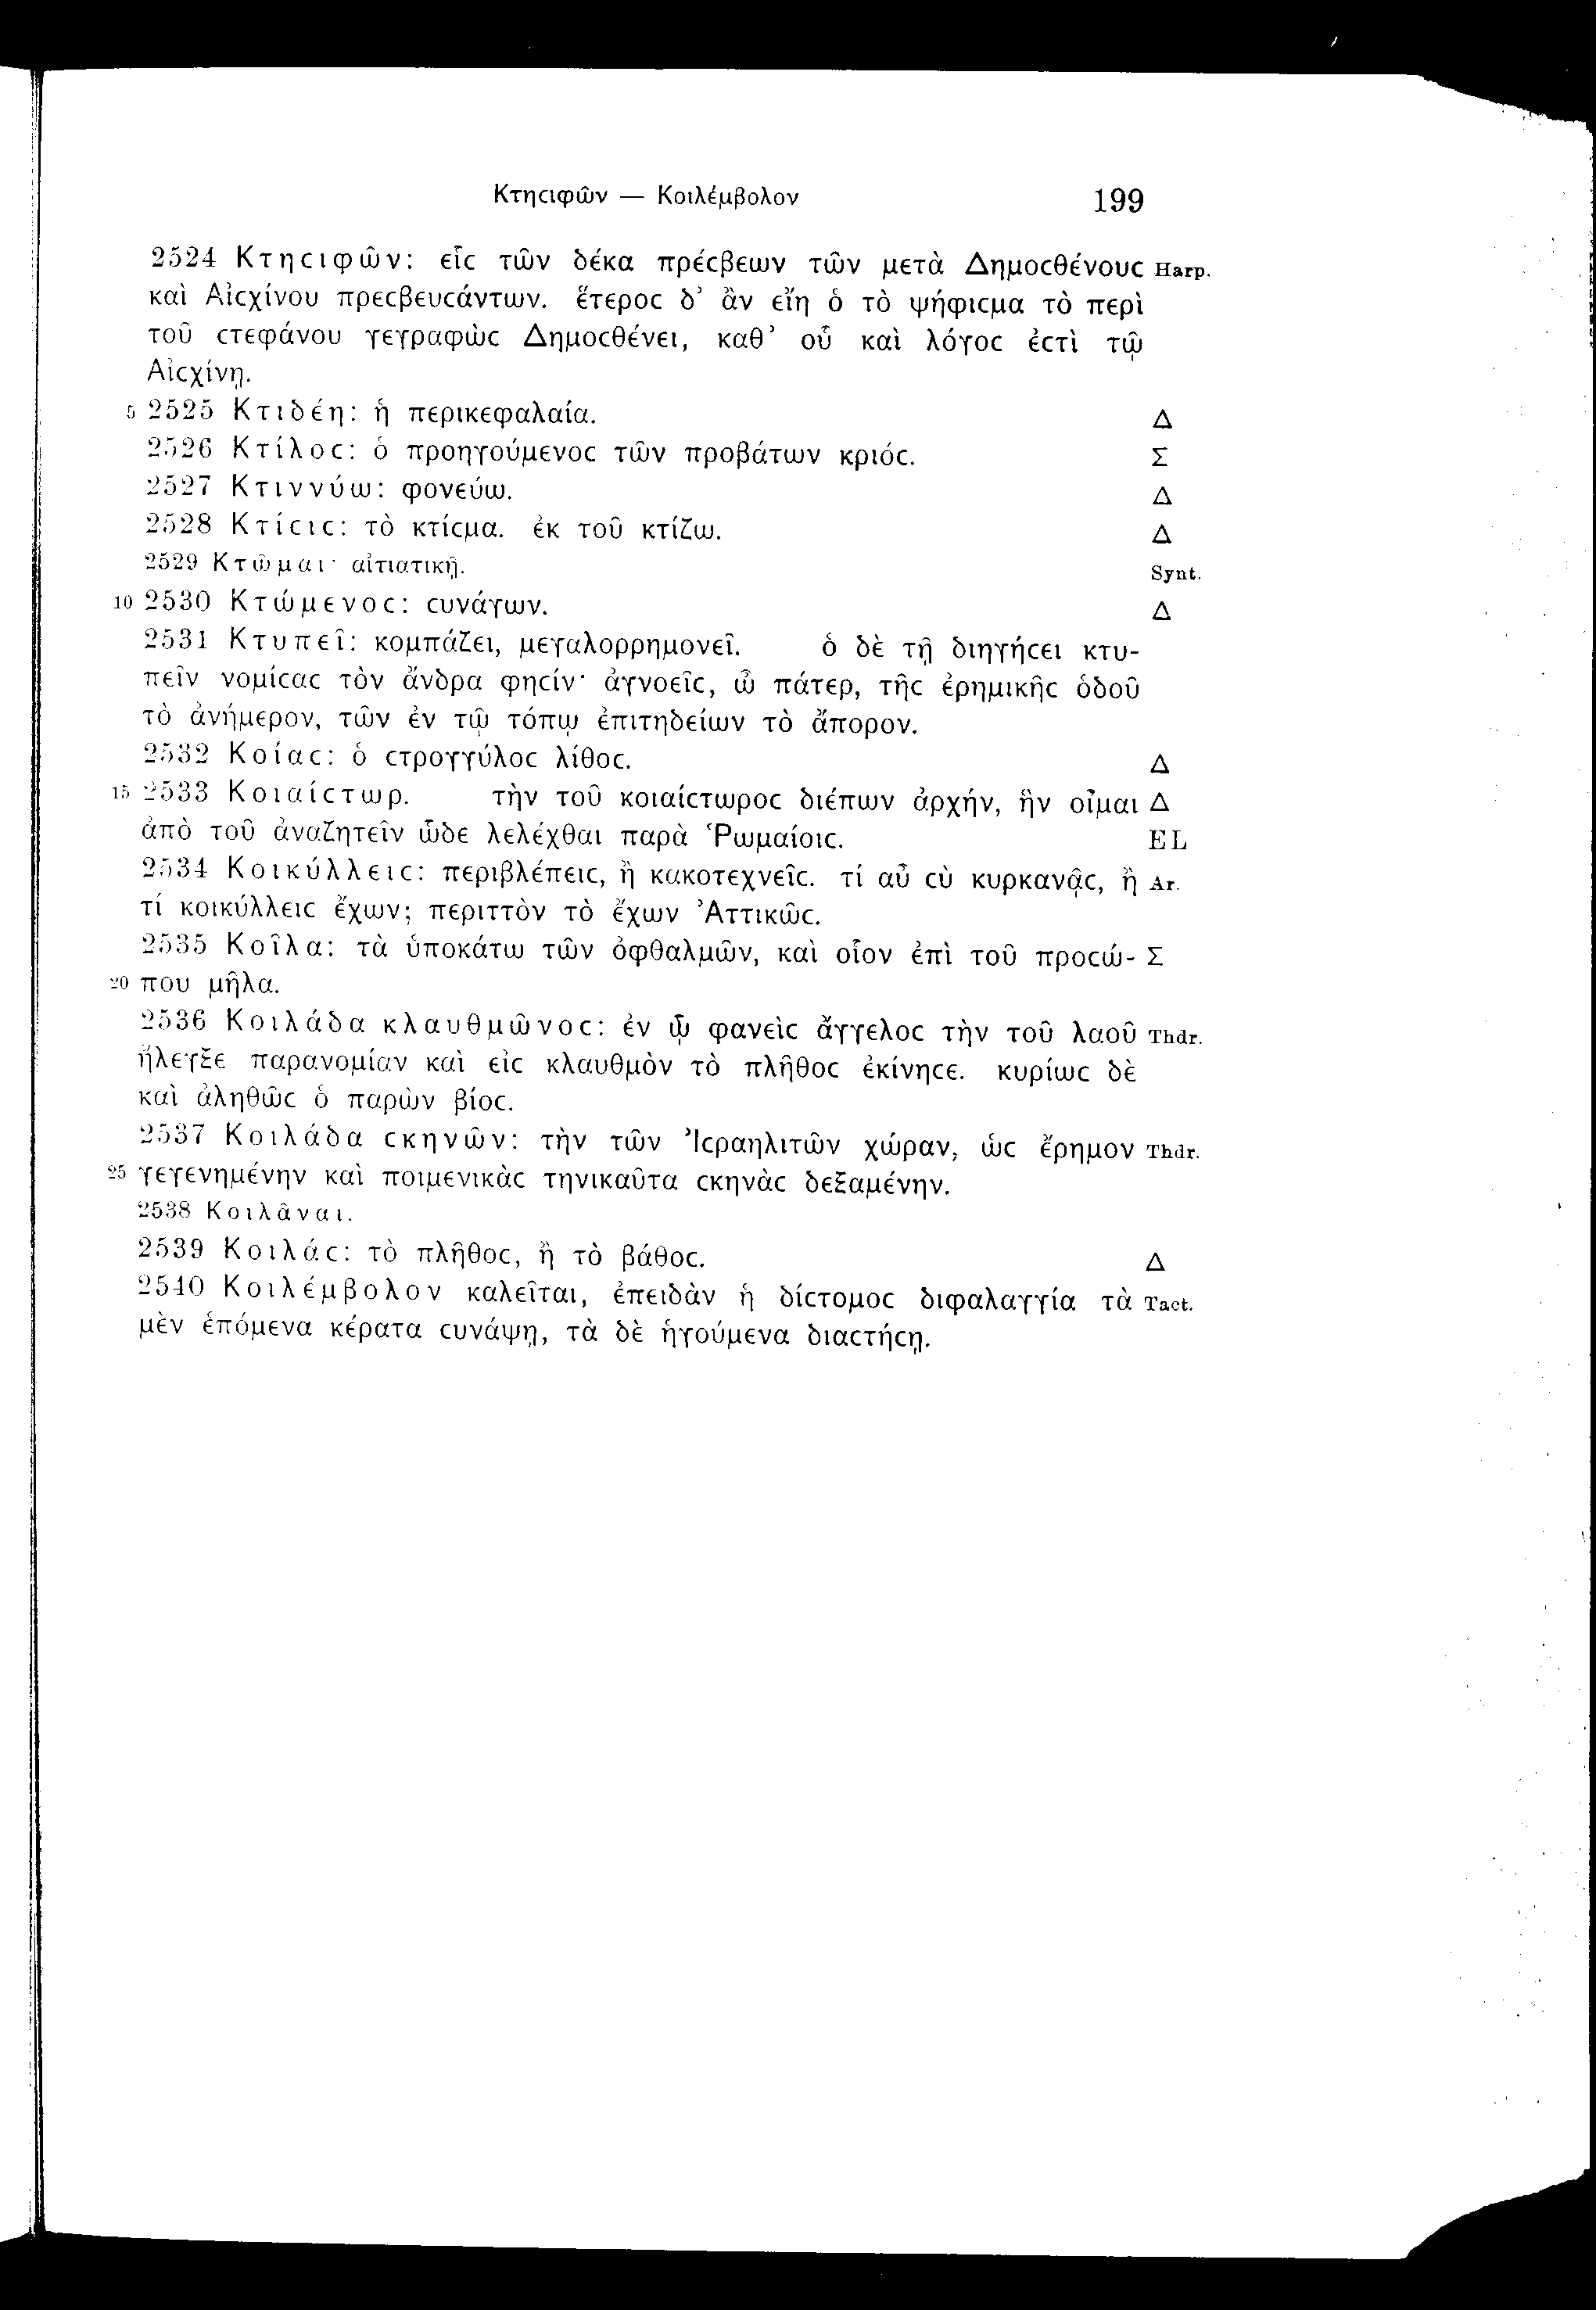 Κτηϲιφῶν — Κοιλέμβολον 199
2524 Κτηϲιφῶν: εἷϲ τῶν δέκα πρέϲβεων τῶν μετὰ Δημοϲθένουϲ Harp.
καὶ Αἰϲχίνου πρεϲβευϲάντων. ἕτεροϲ δ’ ἂν εἴη ὁ τὸ ψήφιϲμα τὸ περὶ
τοῦ ϲτεφάνου γεγραφὼϲ Δημοϲθένει, καθ’ οὗ καὶ λόγοϲ ἐϲτὶ τῷ
Αἰϲχίνῃ.
5 2525 Κτιδέη: ἡ περικεφαλαία. Δ
2526 Κτίλοϲ: ὁ προηγούμενοϲ τῶν προβάτων κριόϲ. Σ
2527 Κτιννύω: φονεύω. Δ
2528 Κτίϲιϲ: τὸ κτίϲμα. ἐκ τοῦ κτίζω. Δ
2529 Κτῶμαι· αἰτιατικῇ. Synt.
10 2530 Κτώμενοϲ: ϲυνάγων. Δ
2531 Κτυπεῖ: κομπάζει, μεγαλορρημονεῖ. ὁ δὲ τῇ διηγήϲει κτυ-
πεῖν νομίϲαϲ τὸν ἄνδρα φηϲίν· ἀγνοεῖϲ, ὦ πάτερ, τῆϲ ἐρημικῆϲ ὁδοῦ
τὸ ἀνήμερον, τῶν ἐν τῷ τόπῳ ἐπιτηδείων τὸ ἄπορον.
2532 Κοίαϲ: ὁ ϲτρογγύλοϲ λίθοϲ. Δ
15 2533 Κοιαίϲτωρ. τὴν τοῦ κοιαίϲτωροϲ διέπων ἀρχήν, ἣν οἶμαι Δ
ἀπὸ τοῦ ἀναζητεῖν ὧδε λελέχθαι παρὰ Ῥωμαίοιϲ. EL
2534 Κοικύλλειϲ: περιβλέπειϲ, ἢ κακοτεχνεῖϲ. τί αὖ ϲὺ κυρκανᾷϲ, ἢ Ar.
τί κοικύλλειϲ ἔχων; περιττὸν τὸ ἔχων Ἀττικῶϲ.
2535 Κοῖλα: τὰ ὑποκάτω τῶν ὀφθαλμῶν, καὶ οἷον ἐπὶ τοῦ προϲώ- Σ
20 που μῆλα.
2536 Κοιλάδα κλαυθμῶνοϲ: ἐν ᾧ φανεὶϲ ἄγγελοϲ τὴν τοῦ λαοῦ Thdr.
ἤλεγξε παρανομίαν καὶ εἰϲ κλαυθμὸν τὸ πλῆθοϲ ἐκίνηϲε. κυρίωϲ δὲ
καὶ ἀληθῶϲ ὁ παρὼν βίοϲ.
2537 Κοιλάδα ϲκηνῶν: τὴν τῶν Ἰϲραηλιτῶν χώραν, ὡϲ ἔρημον Thdr.
25 γεγενημένην καὶ ποιμενικὰϲ τηνικαῦτα ϲκηνὰϲ δεξαμένην.
2538 Κοιλᾶναι.
2539 Κοιλάϲ: τὸ πλῆθοϲ, ἢ τὸ βάθοϲ. Δ
2540 Κοιλέμβολον καλεῖται, ἐπειδὰν ἡ δίϲτομοϲ διφαλαγγία τὰ Tact.
μὲν ἑπόμενα κέρατα ϲυνάψῃ, τὰ δὲ ἡγούμενα διαϲτήϲῃ.